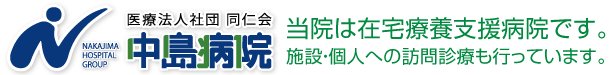 医療法人社団 同仁会
NAKAJIMA
HOSPITAL
GROUP
中島病院
当院は在宅療養支援病院です。
施設・個人への訪問診療も行っています。